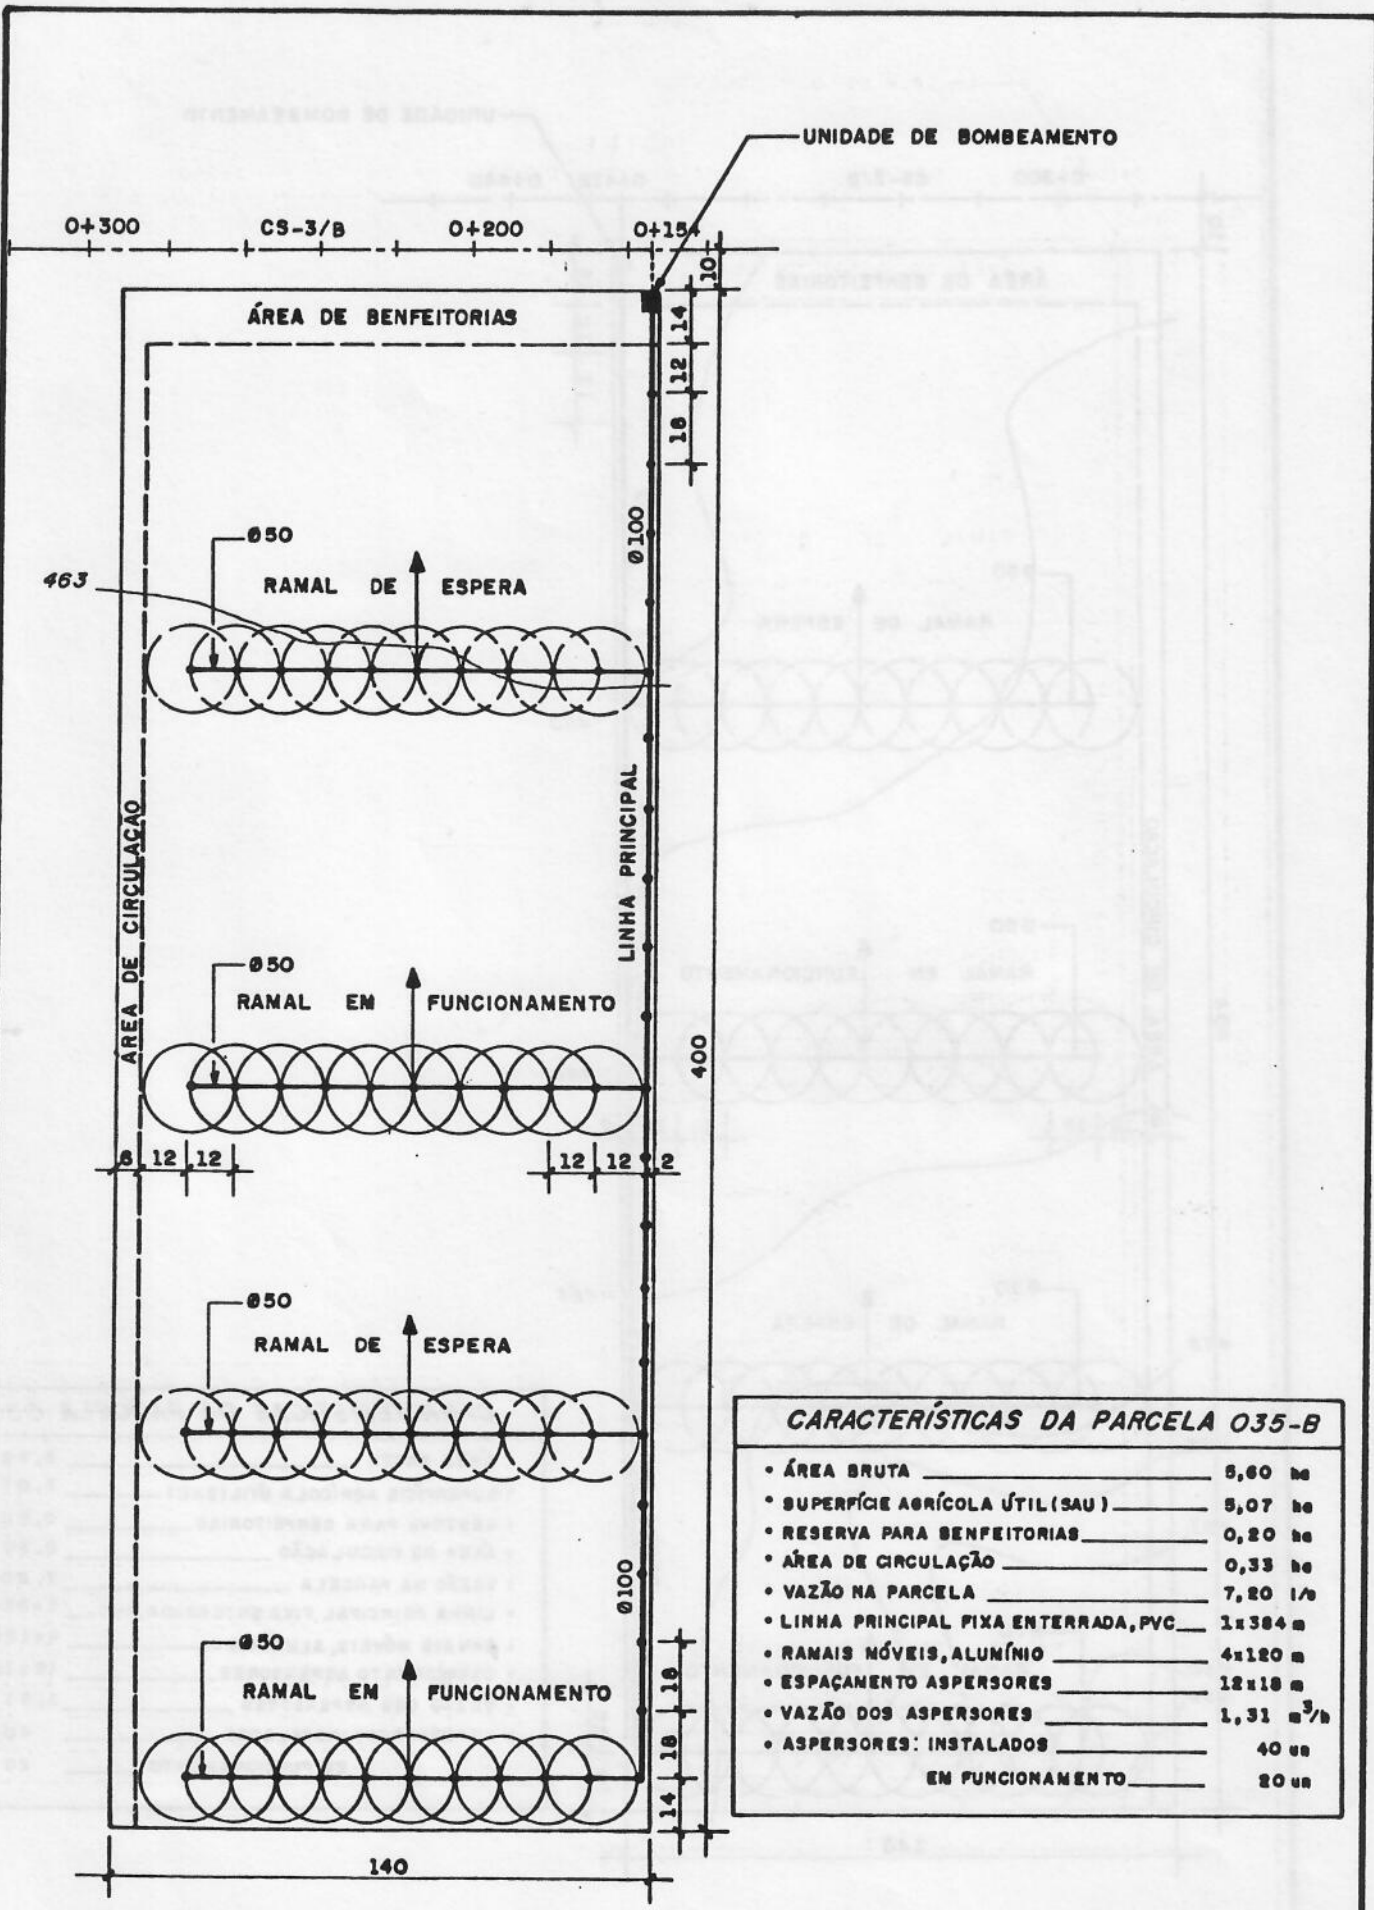 UNIDADE DE BOMBEAMENTO
0+300 CS-3/B 0+200 0+154
10
ÁREA DE BENFEITORIAS
14
12
18
Ø100
Ø50
463
RAMAL DE ESPERA
LINHA PRINCIPAL
ÁREA DE CIRCULAÇAO
Ø50
RAMAL EM FUNCIONAMENTO
400
6 12 12 12 12 2
Ø50
RAMAL DE ESPERA
Ø100
Ø50
RAMAL EM FUNCIONAMENTO
18
18
14
140
CARACTERÍSTICAS DA PARCELA 035-B
• ÁREA BRUTA 5,60 ha
• SUPERFÍCIE AGRÍCOLA ÚTIL (SAU) 5,07 ha
• RESERVA PARA BENFEITORIAS 0,20 ha
• ÁREA DE CIRCULAÇÃO 0,33 ha
• VAZÃO NA PARCELA 7,20 l/s
• LINHA PRINCIPAL FIXA ENTERRADA, PVC 1x384 m
• RAMAIS MÓVEIS, ALUMÍNIO 4x120 m
• ESPAÇAMENTO ASPERSORES 12x18 m
• VAZÃO DOS ASPERSORES 1,31 m³/h
• ASPERSORES: INSTALADOS 40 un
EM FUNCIONAMENTO 20 un